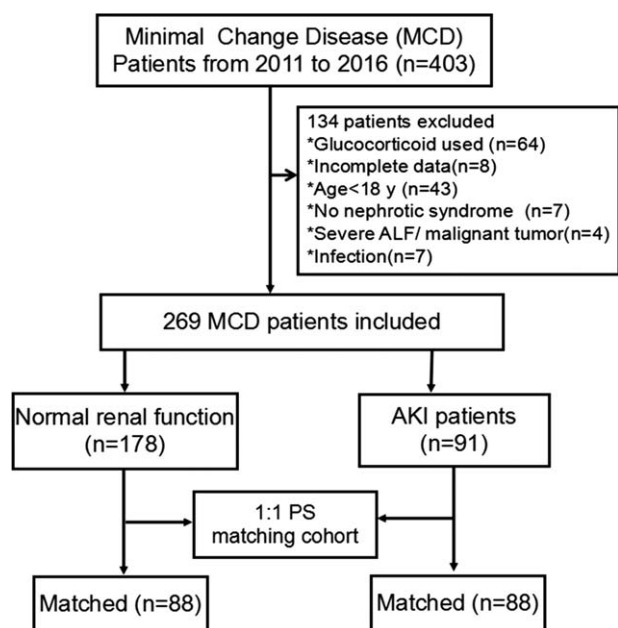 Minimal Change Disease (MCD)
Patients from 2011 to 2016 (n=403)
134 patients excluded
*Glucocorticoid used (n=64)
*Incomplete data(n=8)
*Age<18 y (n=43)
*No nephrotic syndrome (n=7)
*Severe ALF/ malignant tumor(n=4)
*Infection(n=7)
269 MCD patients included
Normal renal function
(n=178)
AKI patients
(n=91)
1:1 PS
matching cohort
Matched (n=88)
Matched (n=88)